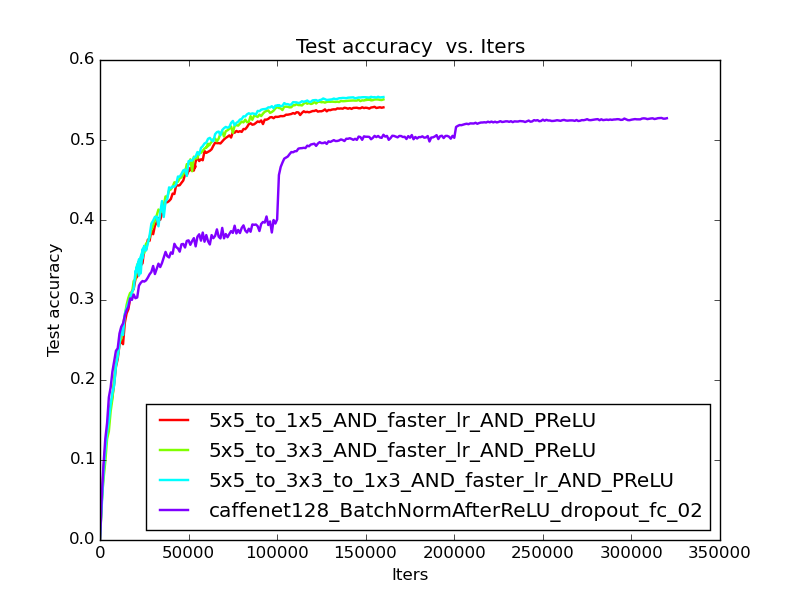 Test accuracy  vs. Iters
0.6
0.5
0.4
0.3
0.2
0.1
0.0
Test accuracy
5x5_to_1x5_AND_faster_lr_AND_PReLU
5x5_to_3x3_AND_faster_lr_AND_PReLU
5x5_to_3x3_to_1x3_AND_faster_lr_AND_PReLU
caffenet128_BatchNormAfterReLU_dropout_fc_02
0 50000 100000 150000 200000 250000 300000 350000
Iters